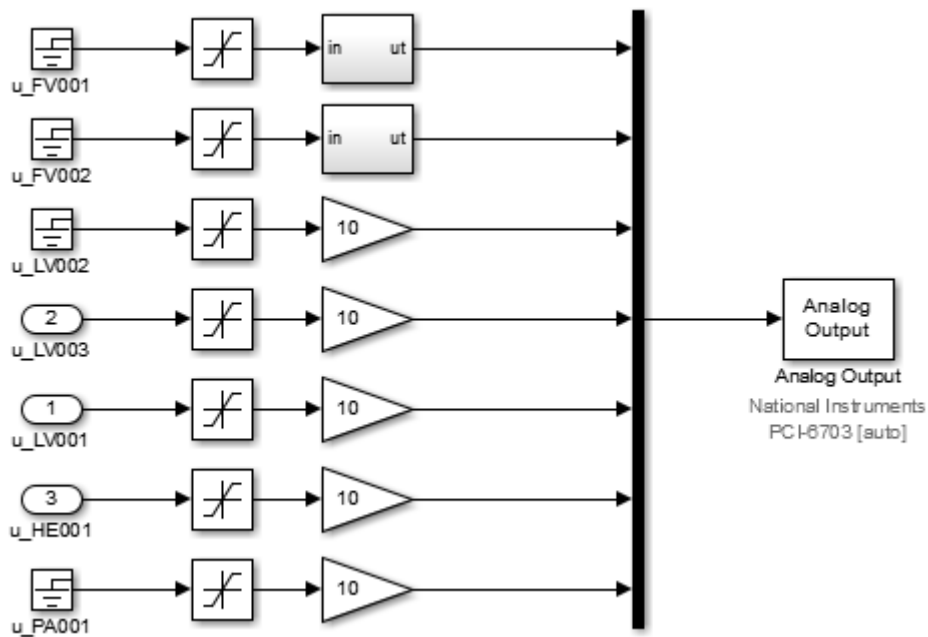 in ut
u_FV001
in ut
u_FV002
10
u_LV002
2
10
u_LV003
1
10
u_LV001
3
10
u_HE001
10
u_PA001
Analog
Output
Analog Output
National Instruments
PCI-6703 [auto]